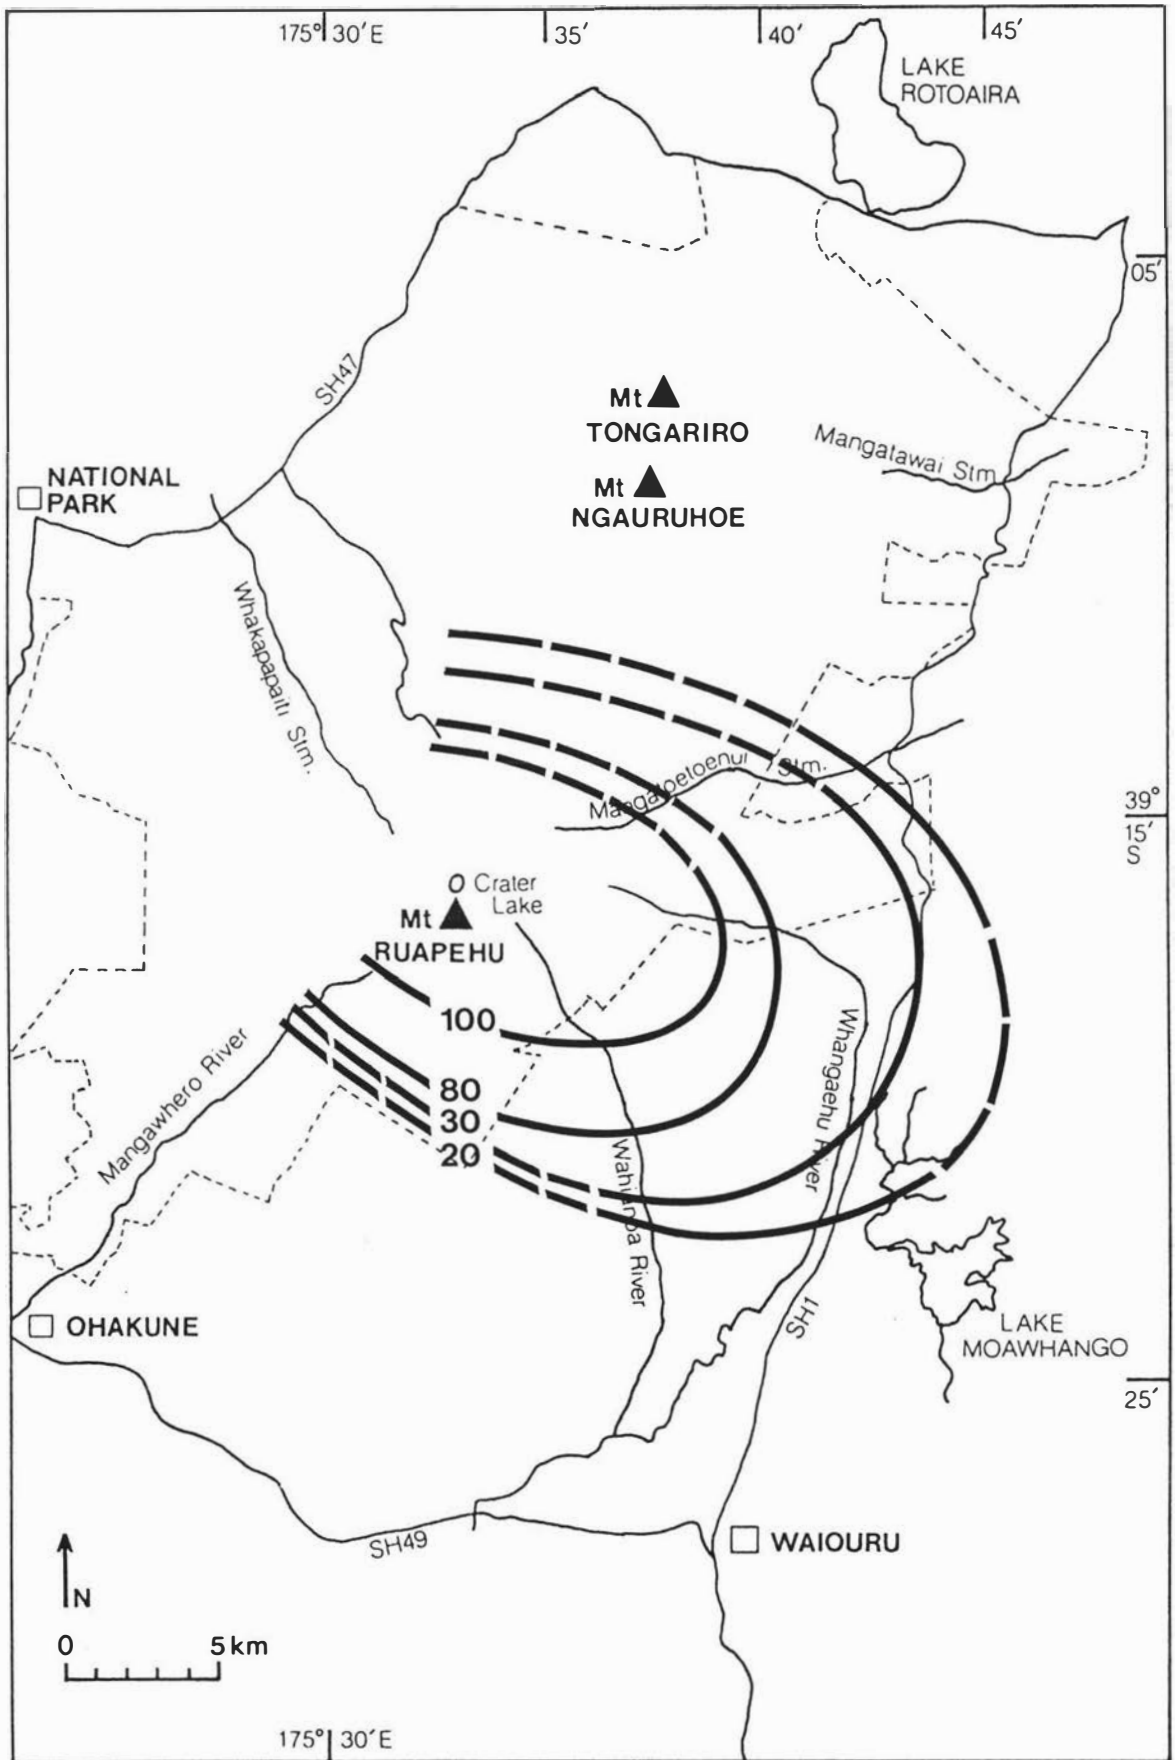 175° 30′ E
35′
40′
45′
LAKE
ROTOAIRA
05′
SH47
Mt
TONGARIRO
Mangatawai Stm.
NATIONAL
PARK
Mt
NGAURUHOE
Whakapapaiti Stm.
Mangatoetoenui Stm.
39°
15′
S
Crater
Lake
Mt
RUAPEHU
100
80
30
20
Mangawhero River
Whangaehu River
Wahianoa River
OHAKUNE
SH1
LAKE
MOAWHANGO
25′
SH49
WAIOURU
N
0 5km
175° 30′ E